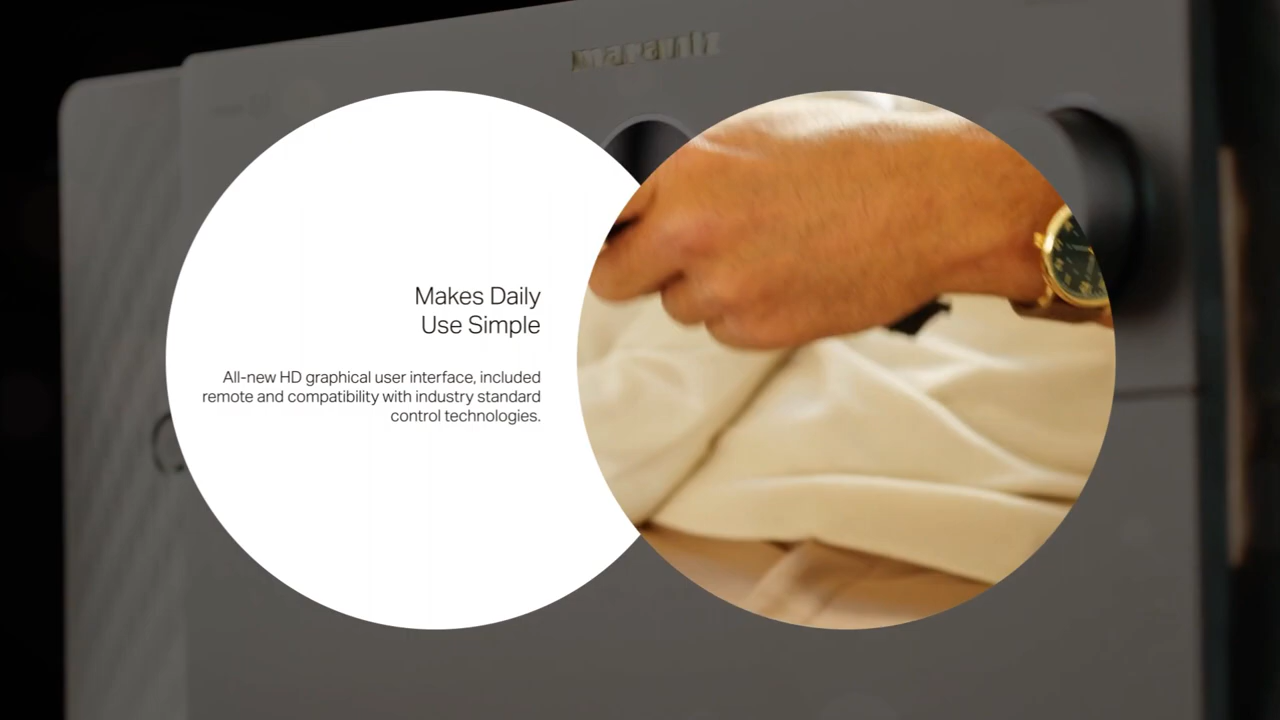 marantz
Makes Daily
Use Simple
All-new HD graphical user interface, included
remote and compatibility with industry standard
control technologies.